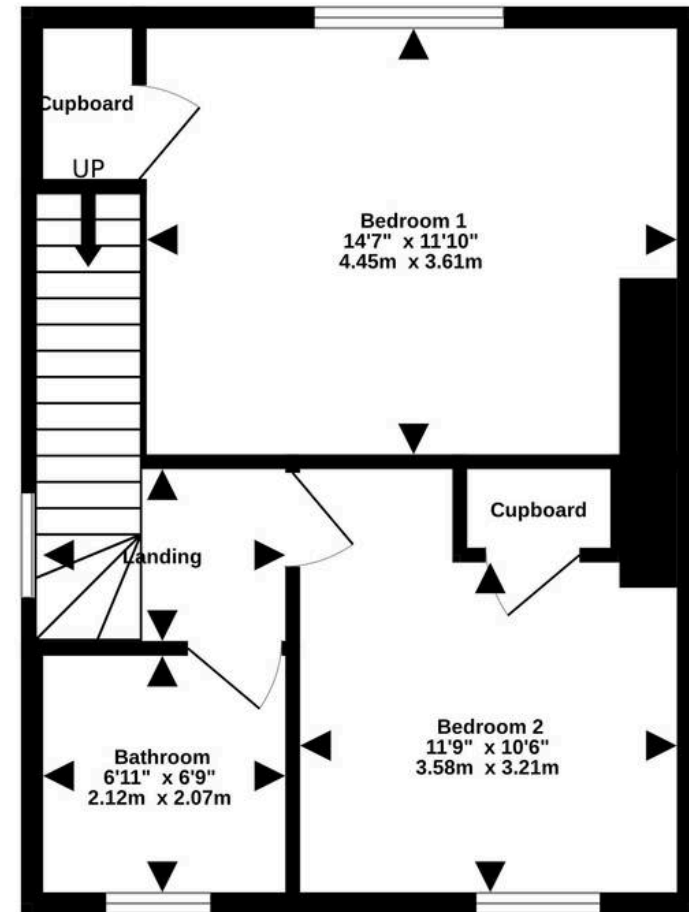 Cupboard
UP
Bedroom 1
14'7" x 11'10"
4.45m x 3.61m
Cupboard
Landing
Bedroom 2
11'9" x 10'6"
3.58m x 3.21m
Bathroom
6'11" x 6'9"
2.12m x 2.07m